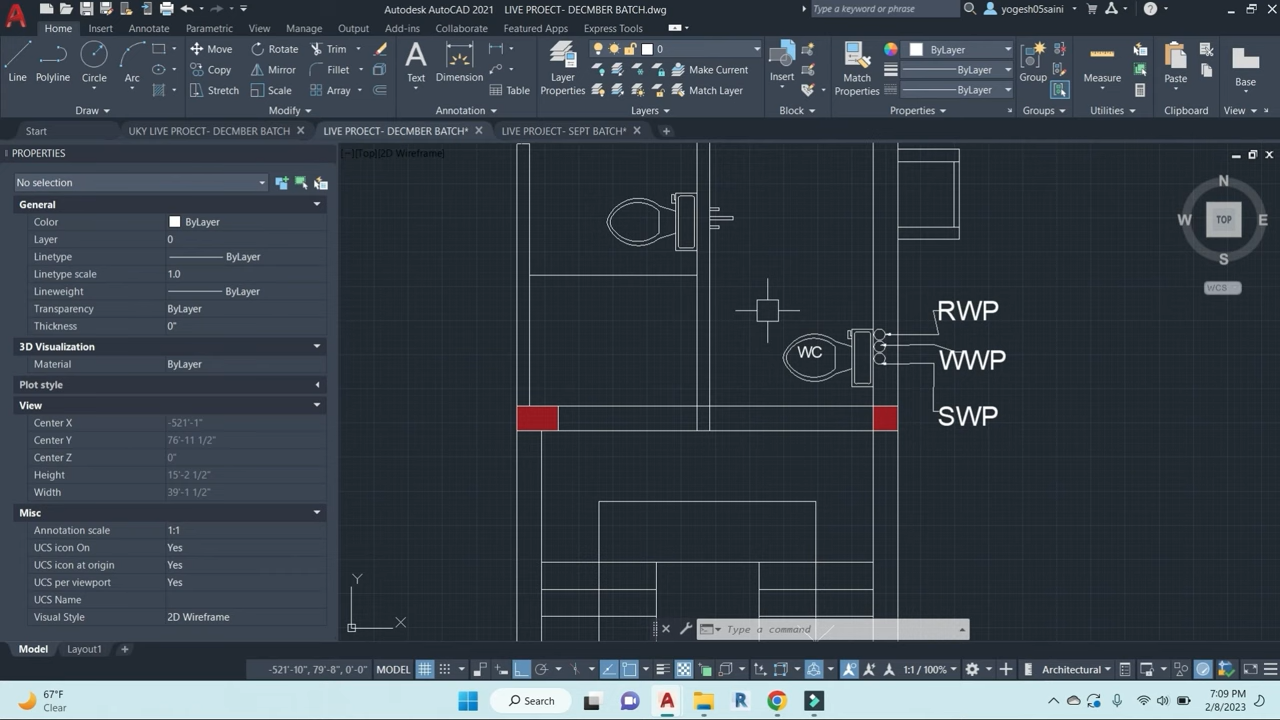 Autodesk AutoCAD 2021 LIVE PROECT- DECMBER BATCH.dwg
Type a keyword or phrase
yogesh05saini
Home Insert Annotate Parametric View Manage Output Add-ins Collaborate Featured Apps Express Tools
Line Polyline Circle Arc
Move Rotate Trim
Copy Mirror Fillet
Stretch Scale Array
Text Dimension Table
Layer Properties
0
Make Current
Match Layer
Insert
Match Properties
ByLayer
ByLayer
ByLayer
Group Measure Paste Base
Draw Modify Annotation Layers Block Properties Groups Utilities Clipboard View
Start UKY LIVE PROECT- DECMBER BATCH LIVE PROECT- DECMBER BATCH* LIVE PROECT- SEPT BATCH*
PROPERTIES
[−][Top][2D Wireframe]
No selection
General
Color ByLayer
Layer 0
Linetype ByLayer
Linetype scale 1.0
Lineweight ByLayer
Transparency ByLayer
Thickness 0"
3D Visualization
Material ByLayer
Plot style
View
Center X -521'-1"
Center Y 76'-11 1/2"
Center Z 0"
Height 15'-2 1/2"
Width 39'-1 1/2"
Misc
Annotation scale 1:1
UCS icon On Yes
UCS icon at origin Yes
UCS per viewport Yes
UCS Name
Visual Style 2D Wireframe
N
W TOP E
S
WCS
RWP
WC
WWP
SWP
Y
X
Type a command
Model Layout1
-521'-10", 79'-8", 0'-0" MODEL 1:1 / 100% Architectural
67°F
Clear
Search
7:09 PM
2/8/2023